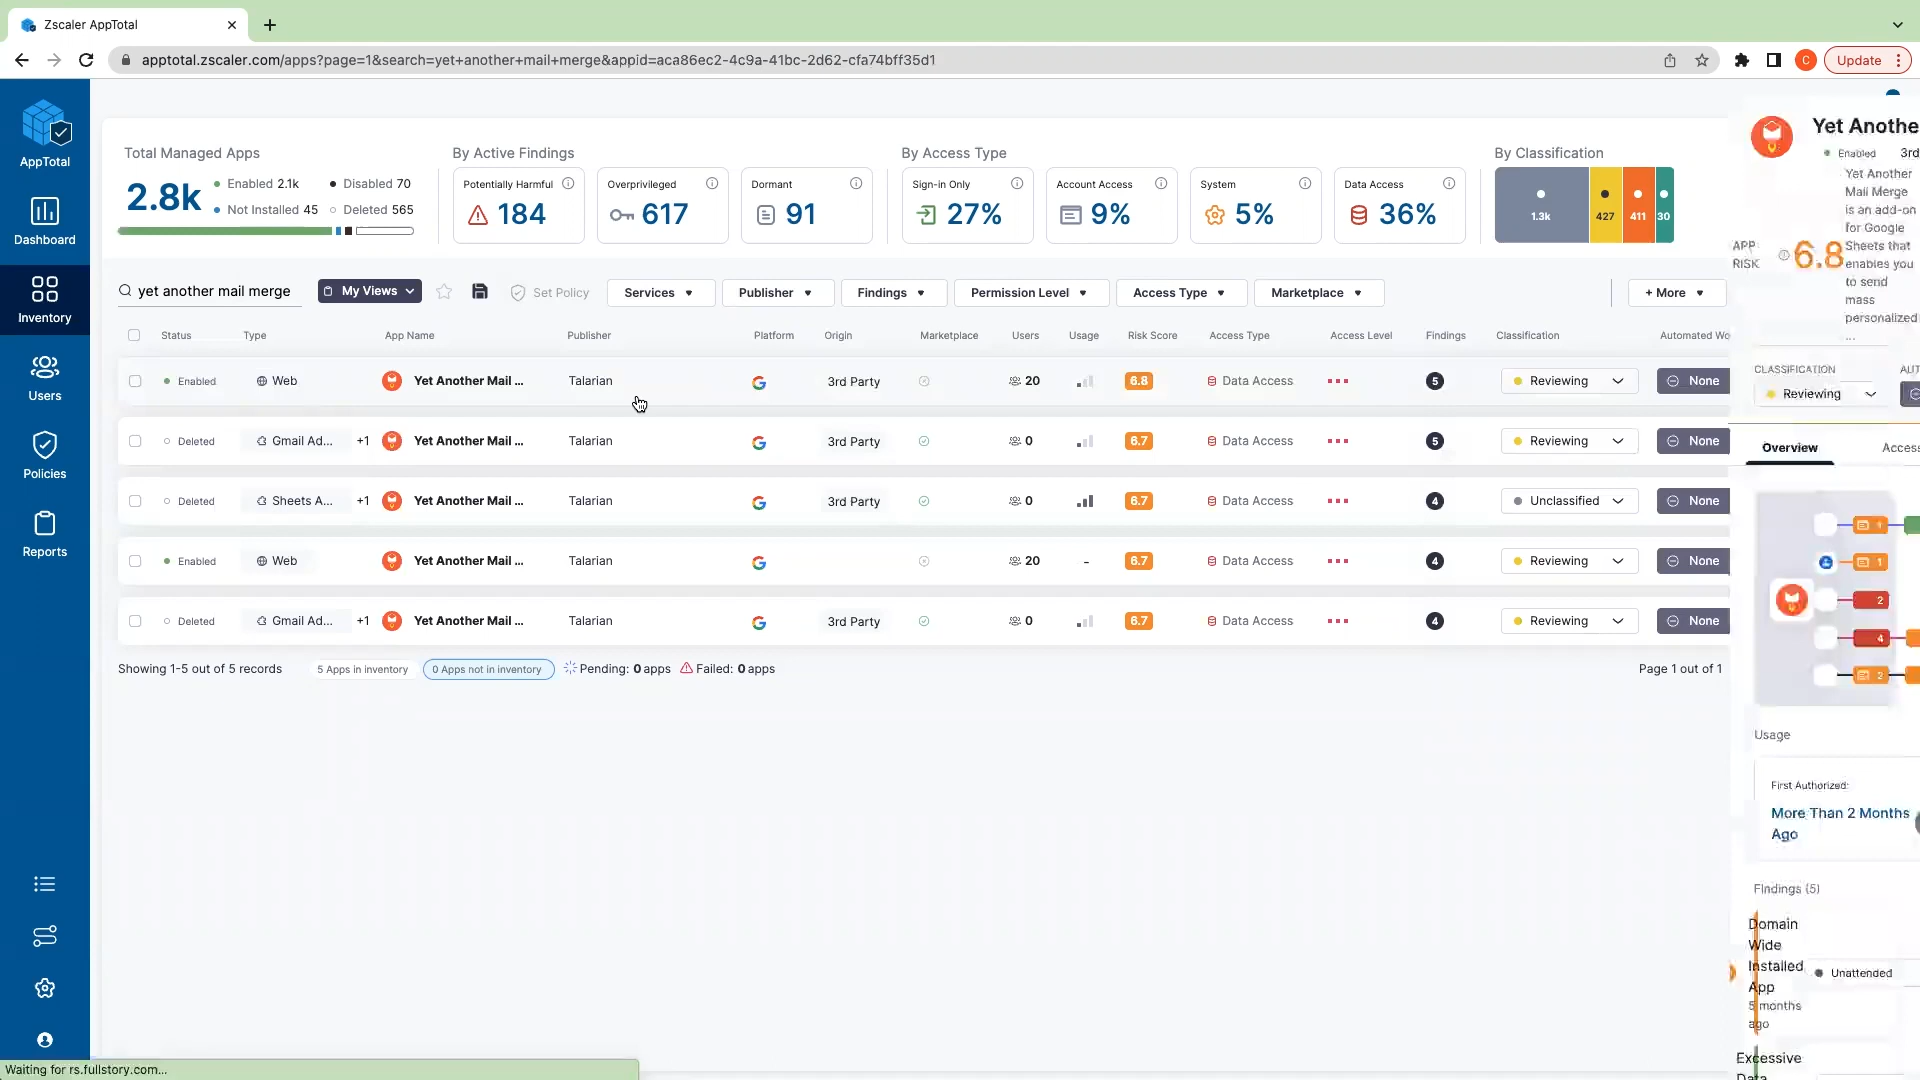 Zscaler AppTotal
apptotal.zscaler.com/apps?page=1&search=yet+another+mail+merge&appid=aca86ec2-4c9a-41bc-2d62-cfa74bff35d1
C
Update
AppTotal
Dashboard
Inventory
Users
Policies
Reports
Total Managed Apps
2.8k
Enabled 2.1k
Disabled 70
Not Installed 45
Deleted 565
By Active Findings
Potentially Harmful
184
Overprivileged
617
Dormant
91
By Access Type
Sign-in Only
27%
Account Access
9%
System
5%
Data Access
36%
By Classification
1.3k
427
411
30
yet another mail merge
My Views
Set Policy
Services
Publisher
Findings
Permission Level
Access Type
Marketplace
+ More
Status Type App Name Publisher Platform Origin Marketplace Users Usage Risk Score Access Type Access Level Findings Classification Automated Wo
Enabled Web Yet Another Mail ... Talarian 3rd Party 20 6.8 Data Access 5 Reviewing None
Deleted Gmail Ad... +1 Yet Another Mail ... Talarian 3rd Party 0 6.7 Data Access 5 Reviewing None
Deleted Sheets A... +1 Yet Another Mail ... Talarian 3rd Party 0 6.7 Data Access 4 Unclassified None
Enabled Web Yet Another Mail ... Talarian 20 - 6.7 Data Access 4 Reviewing None
Deleted Gmail Ad... +1 Yet Another Mail ... Talarian 3rd Party 0 6.7 Data Access 4 Reviewing None
Showing 1-5 out of 5 records
5 Apps in inventory
0 Apps not in inventory
Pending: 0 apps
Failed: 0 apps
Page 1 out of 1
Yet Anothe
Enabled 3rd
Yet Another
Mail Merge
is an add-on
for Google
Sheets that
enables you
to send
mass
personalized
...
APP
RISK
6.8
CLASSIFICATION
AUT
Reviewing
Overview
Access
1
1
2
4
2
Usage
First Authorized:
More Than 2 Months
Ago
Findings (5)
Domain
Wide
Installed
App
5 months
ago
Unattended
Excessive
Data
Waiting for rs.fullstory.com...